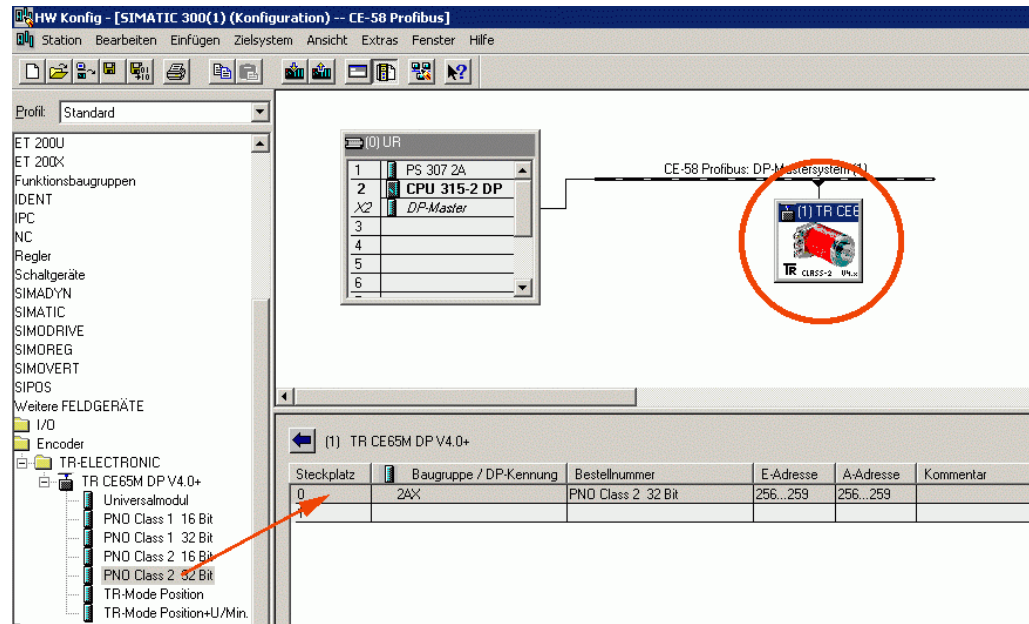 HW Konfig - [SIMATIC 300(1) (Konfiguration) -- CE-58 Profibus]
Station Bearbeiten Einfügen Zielsystem Ansicht Extras Fenster Hilfe
Profil: Standard
ET 200U
ET 200X
Funktionsbaugruppen
IDENT
IPC
NC
Regler
Schaltgeräte
SIMADYN
SIMATIC
SIMODRIVE
SIMOREG
SIMOVERT
SIPOS
Weitere FELDGERÄTE
I/O
Encoder
TR-ELECTRONIC
TR CE65M DP V4.0+
Universalmodul
PNO Class 1 16 Bit
PNO Class 1 32 Bit
PNO Class 2 16 Bit
PNO Class 2 32 Bit
TR-Mode Position
TR-Mode Position+U/Min.
(0) UR
1 PS 307 2A
2 CPU 315-2 DP
X2 DP-Master
3
4
5
6
CE-58 Profibus: DP-Mastersystem (1)
(1) TR CE6
TR CLASS-2 V4.x
(1) TR CE65M DP V4.0+
Steckplatz Baugruppe / DP-Kennung Bestellnummer E-Adresse A-Adresse Kommentar
0 2AX PNO Class 2 32 Bit 256...259 256...259
1